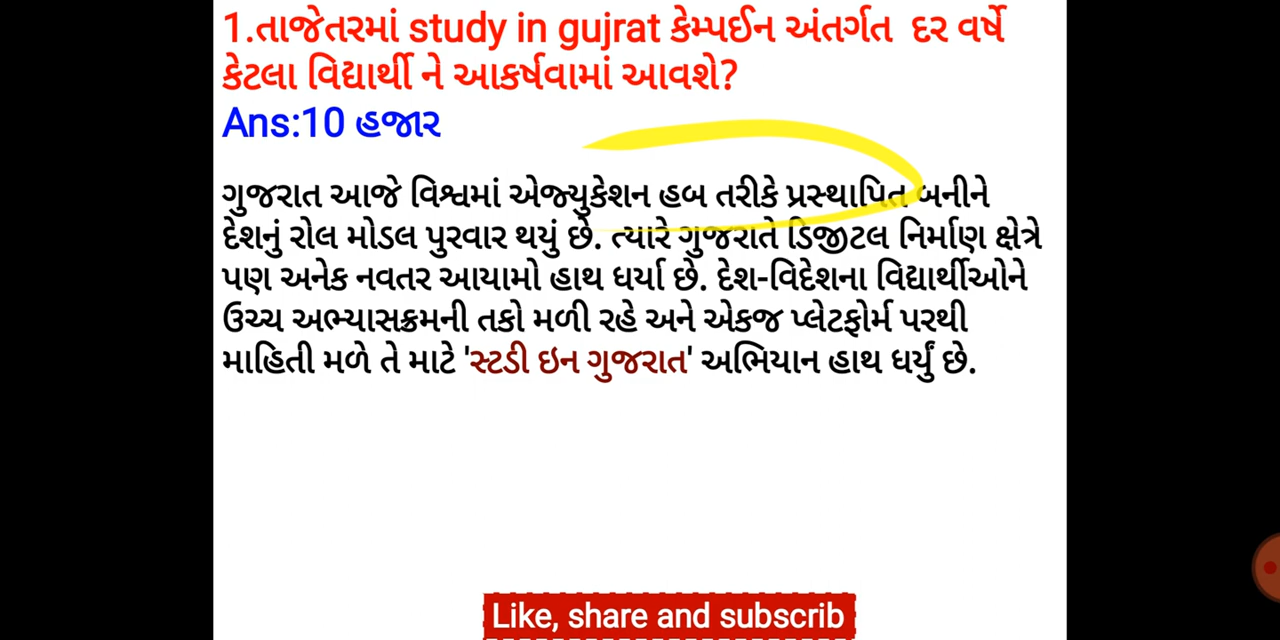 1.તાજેતરમાં study in gujrat કેમ્પઈન અંતર્ગત દર વર્ષે
કેટલા વિદ્યાર્થી ને આકર્ષવામાં આવશે?
Ans:10 હજાર
ગુજરાત આજે વિશ્વમાં એજ્યુકેશન હબ તરીકે પ્રસ્થાપિત બનીને
દેશનું રોલ મોડલ પુરવાર થયું છે. ત્યારે ગુજરાતે ડિજીટલ નિર્માણ ક્ષેત્રે
પણ અનેક નવતર આયામો હાથ ધર્યા છે. દેશ-વિદેશના વિદ્યાર્થીઓને
ઉચ્ચ અભ્યાસક્રમની તકો મળી રહે અને એકજ પ્લેટફોર્મ પરથી
માહિતી મળે તે માટે 'સ્ટડી ઇન ગુજરાત' અભિયાન હાથ ધર્યું છે.
Like, share and subscrib